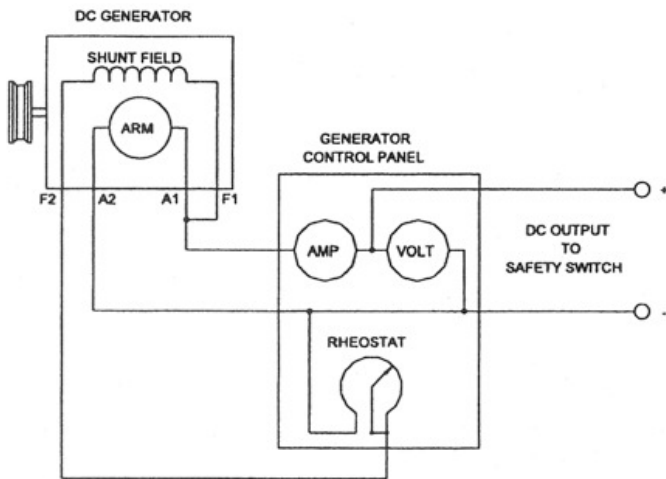 DC GENERATOR
SHUNT FIELD
ARM
F2 A2 A1 F1
GENERATOR
CONTROL PANEL
AMP
VOLT
+
DC OUTPUT
TO
SAFETY SWITCH
-
RHEOSTAT